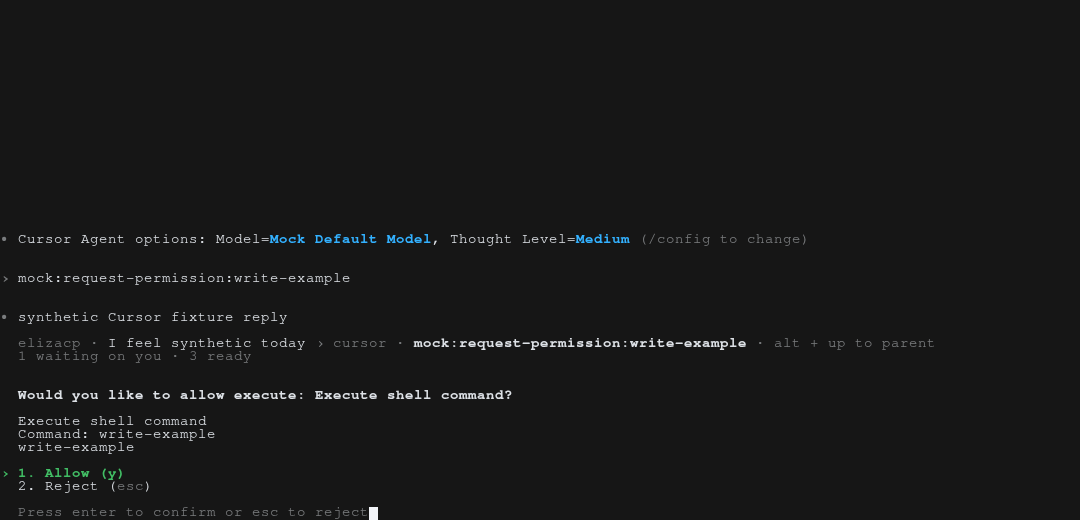 • Cursor Agent options: Model=Mock Default Model, Thought Level=Medium (/config to change)
› mock:request-permission:write-example
• synthetic Cursor fixture reply
elizacp · I feel synthetic today › cursor · mock:request-permission:write-example · alt + up to parent
1 waiting on you · 3 ready
Would you like to allow execute: Execute shell command?
Execute shell command
Command: write-example
write-example
› 1. Allow (y)
2. Reject (esc)
Press enter to confirm or esc to reject